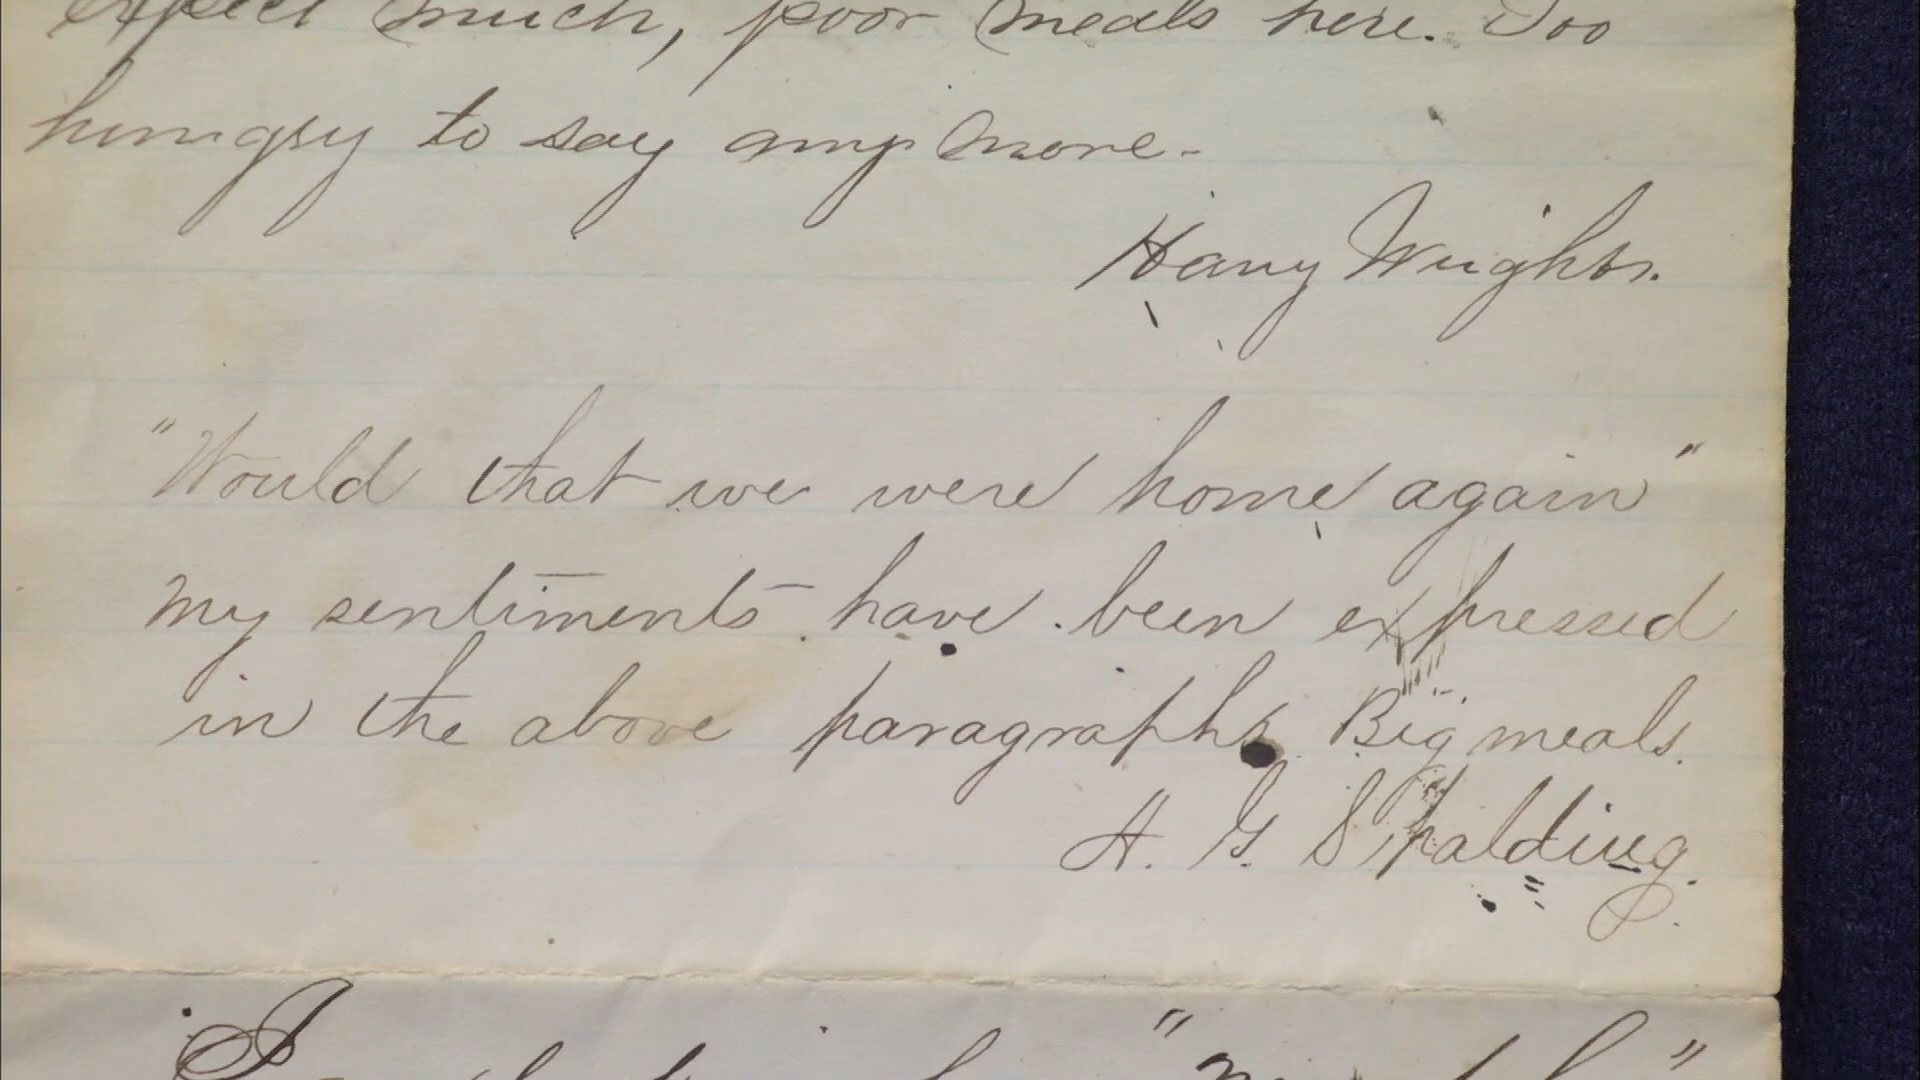 expect much, poor meals here. Too
hungry to say any more.
Harry Wright.
"Would that we were home again"
My sentiments have been expressed
in the above paragraphs. Big meals.
A. G. Spalding.